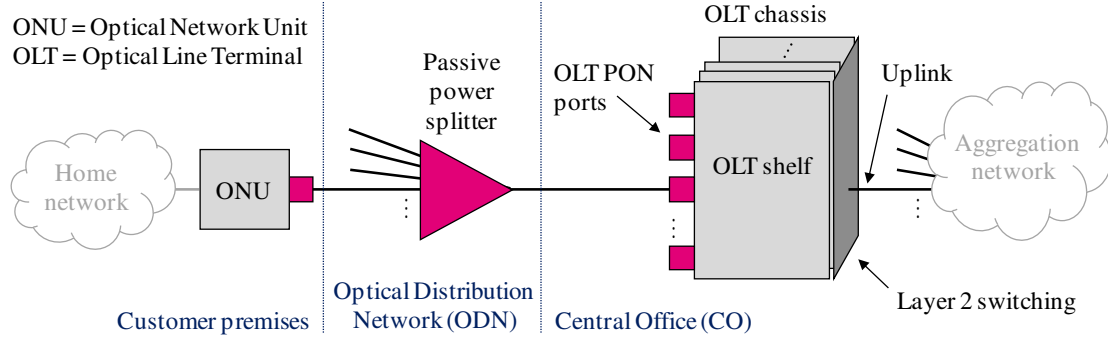 ONU = Optical Network Unit
OLT = Optical Line Terminal
Passive
power
splitter
OLT chassis
OLT PON
ports
Uplink
Home
network
ONU
OLT shelf
Aggregation
network
Layer 2 switching
Customer premises
Optical Distribution
Network (ODN)
Central Office (CO)